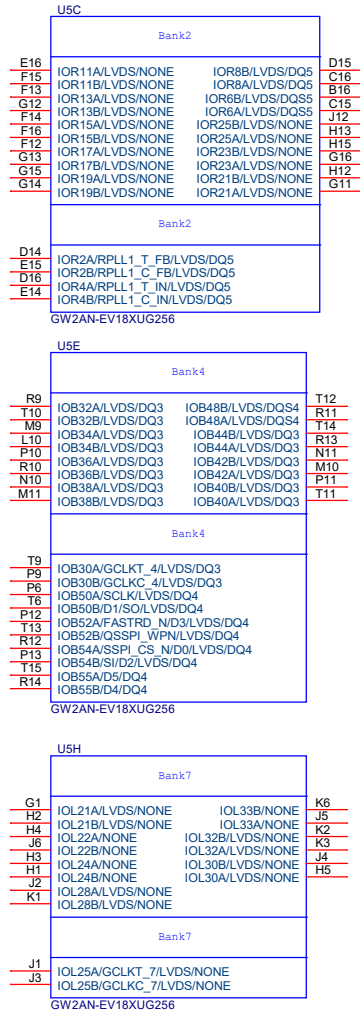 U5C
Bank2
E16 IOR11A/LVDS/NONE IOR8B/LVDS/DQ5 D15
F15 IOR11B/LVDS/NONE IOR8A/LVDS/DQ5 C16
F13 IOR13A/LVDS/NONE IOR6B/LVDS/DQS5 B16
G12 IOR13B/LVDS/NONE IOR6A/LVDS/DQS5 C15
F14 IOR15A/LVDS/NONE IOR25B/LVDS/NONE J12
F16 IOR15B/LVDS/NONE IOR25A/LVDS/NONE H13
F12 IOR17A/LVDS/NONE IOR23B/LVDS/NONE H15
G13 IOR17B/LVDS/NONE IOR23A/LVDS/NONE G16
G15 IOR19A/LVDS/NONE IOR21B/LVDS/NONE H12
G14 IOR19B/LVDS/NONE IOR21A/LVDS/NONE G11
Bank2
D14 IOR2A/RPLL1_T_FB/LVDS/DQ5
E15 IOR2B/RPLL1_C_FB/LVDS/DQ5
D16 IOR4A/RPLL1_T_IN/LVDS/DQ5
E14 IOR4B/RPLL1_C_IN/LVDS/DQ5
GW2AN-EV18XUG256
U5E
Bank4
R9 IOB32A/LVDS/DQ3 IOB48B/LVDS/DQS4 T12
T10 IOB32B/LVDS/DQ3 IOB48A/LVDS/DQS4 R11
M9 IOB34A/LVDS/DQ3 IOB44B/LVDS/DQ3 T14
L10 IOB34B/LVDS/DQ3 IOB44A/LVDS/DQ3 R13
P10 IOB36A/LVDS/DQ3 IOB42B/LVDS/DQ3 N11
R10 IOB36B/LVDS/DQ3 IOB42A/LVDS/DQ3 M10
N10 IOB38A/LVDS/DQ3 IOB40B/LVDS/DQ3 P11
M11 IOB38B/LVDS/DQ3 IOB40A/LVDS/DQ3 T11
Bank4
T9 IOB30A/GCLKT_4/LVDS/DQ3
P9 IOB30B/GCLKC_4/LVDS/DQ3
P6 IOB50A/SCLK/LVDS/DQ4
T6 IOB50B/D1/SO/LVDS/DQ4
P12 IOB52A/FASTRD_N/D3/LVDS/DQ4
T13 IOB52B/QSSPI_WPN/LVDS/DQ4
R12 IOB54A/SSPI_CS_N/D0/LVDS/DQ4
P13 IOB54B/SI/D2/LVDS/DQ4
T15 IOB55A/D5/DQ4
R14 IOB55B/D4/DQ4
GW2AN-EV18XUG256
U5H
Bank7
G1 IOL21A/LVDS/NONE IOL33B/NONE K6
H2 IOL21B/LVDS/NONE IOL33A/NONE J5
H4 IOL22A/NONE IOL32B/LVDS/NONE K2
J6 IOL22B/NONE IOL32A/LVDS/NONE K3
H3 IOL24A/NONE IOL30B/LVDS/NONE J4
H1 IOL24B/NONE IOL30A/LVDS/NONE H5
J2 IOL28A/LVDS/NONE
K1 IOL28B/LVDS/NONE
Bank7
J1 IOL25A/GCLKT_7/LVDS/NONE
J3 IOL25B/GCLKC_7/LVDS/NONE
GW2AN-EV18XUG256